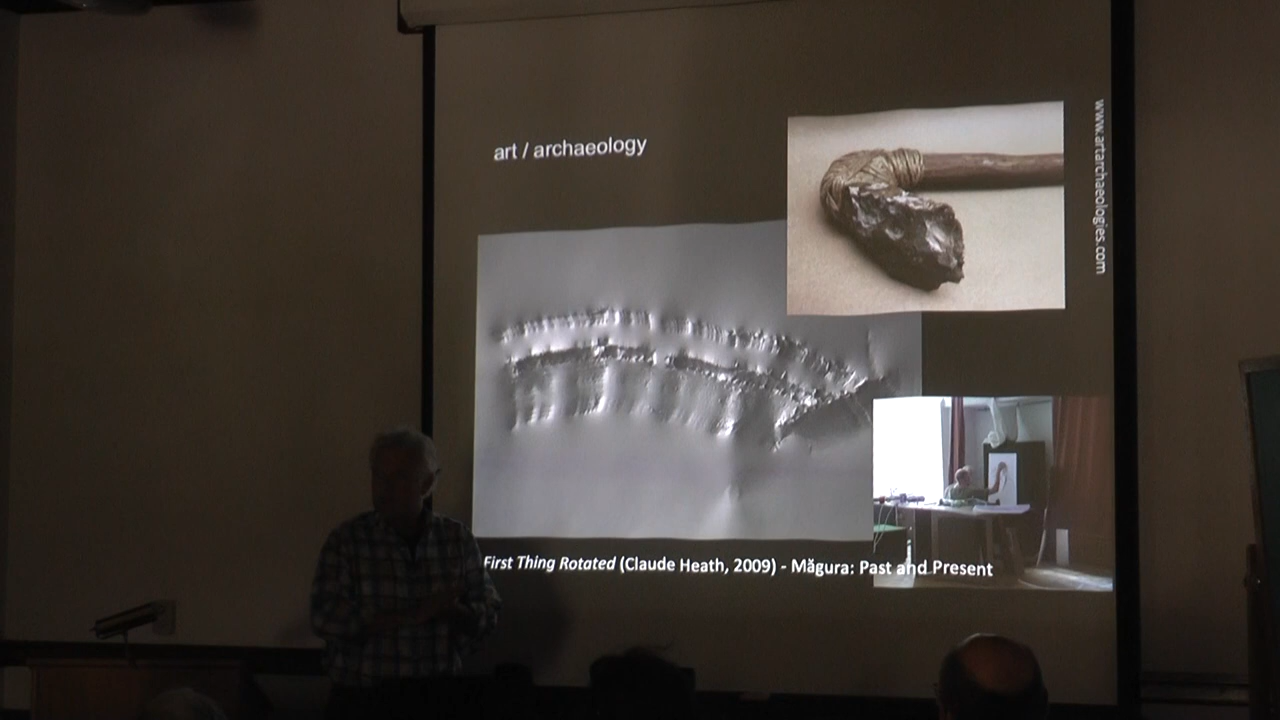 art / archaeology
www.artarchaeologies.com
First Thing Rotated (Claude Heath, 2009) - Măgura: Past and Present